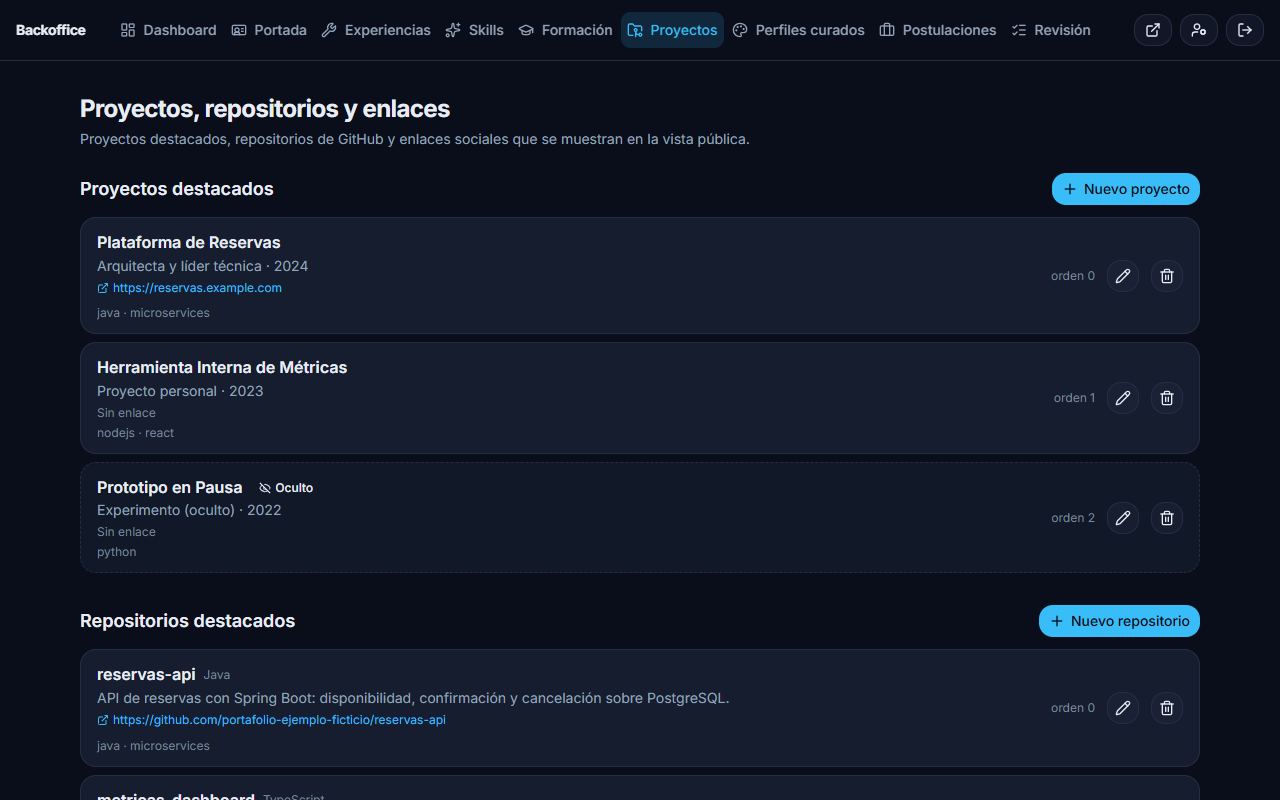 Backoffice
Dashboard
Portada
Experiencias
Skills
Formación
Proyectos
Perfiles curados
Postulaciones
Revisión
Proyectos, repositorios y enlaces
Proyectos destacados, repositorios de GitHub y enlaces sociales que se muestran en la vista pública.
Proyectos destacados
Nuevo proyecto
Plataforma de Reservas
Arquitecta y líder técnica · 2024
https://reservas.example.com
java · microservices
orden 0
Herramienta Interna de Métricas
Proyecto personal · 2023
Sin enlace
nodejs · react
orden 1
Prototipo en Pausa
Oculto
Experimento (oculto) · 2022
Sin enlace
python
orden 2
Repositorios destacados
Nuevo repositorio
reservas-api Java
API de reservas con Spring Boot: disponibilidad, confirmación y cancelación sobre PostgreSQL.
https://github.com/portafolio-ejemplo-ficticio/reservas-api
java · microservices
orden 0
metricas-dashboard TypeScript